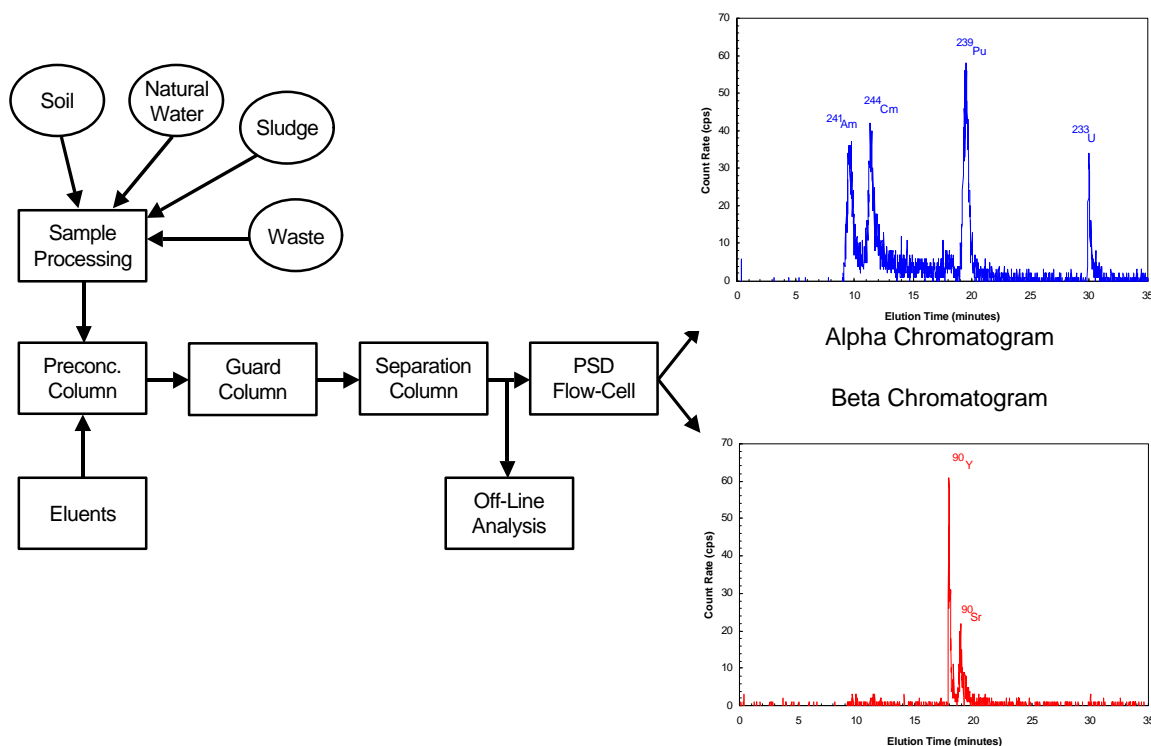 Soil
Natural
Water
Sludge
Waste
Sample
Processing
Preconc.
Column
Guard
Column
Separation
Column
PSD
Flow-Cell
Eluents
Off-Line
Analysis
70
60
50
40
30
20
10
0
Count Rate (cps)
241Am
244Cm
239Pu
233U
0 5 10 15 20 25 30 35
Elution Time (minutes)
Alpha Chromatogram
Beta Chromatogram
70
60
50
40
30
20
10
0
Count Rate (cps)
90Y
90Sr
0 5 10 15 20 25 30 35
Elution Time (minutes)